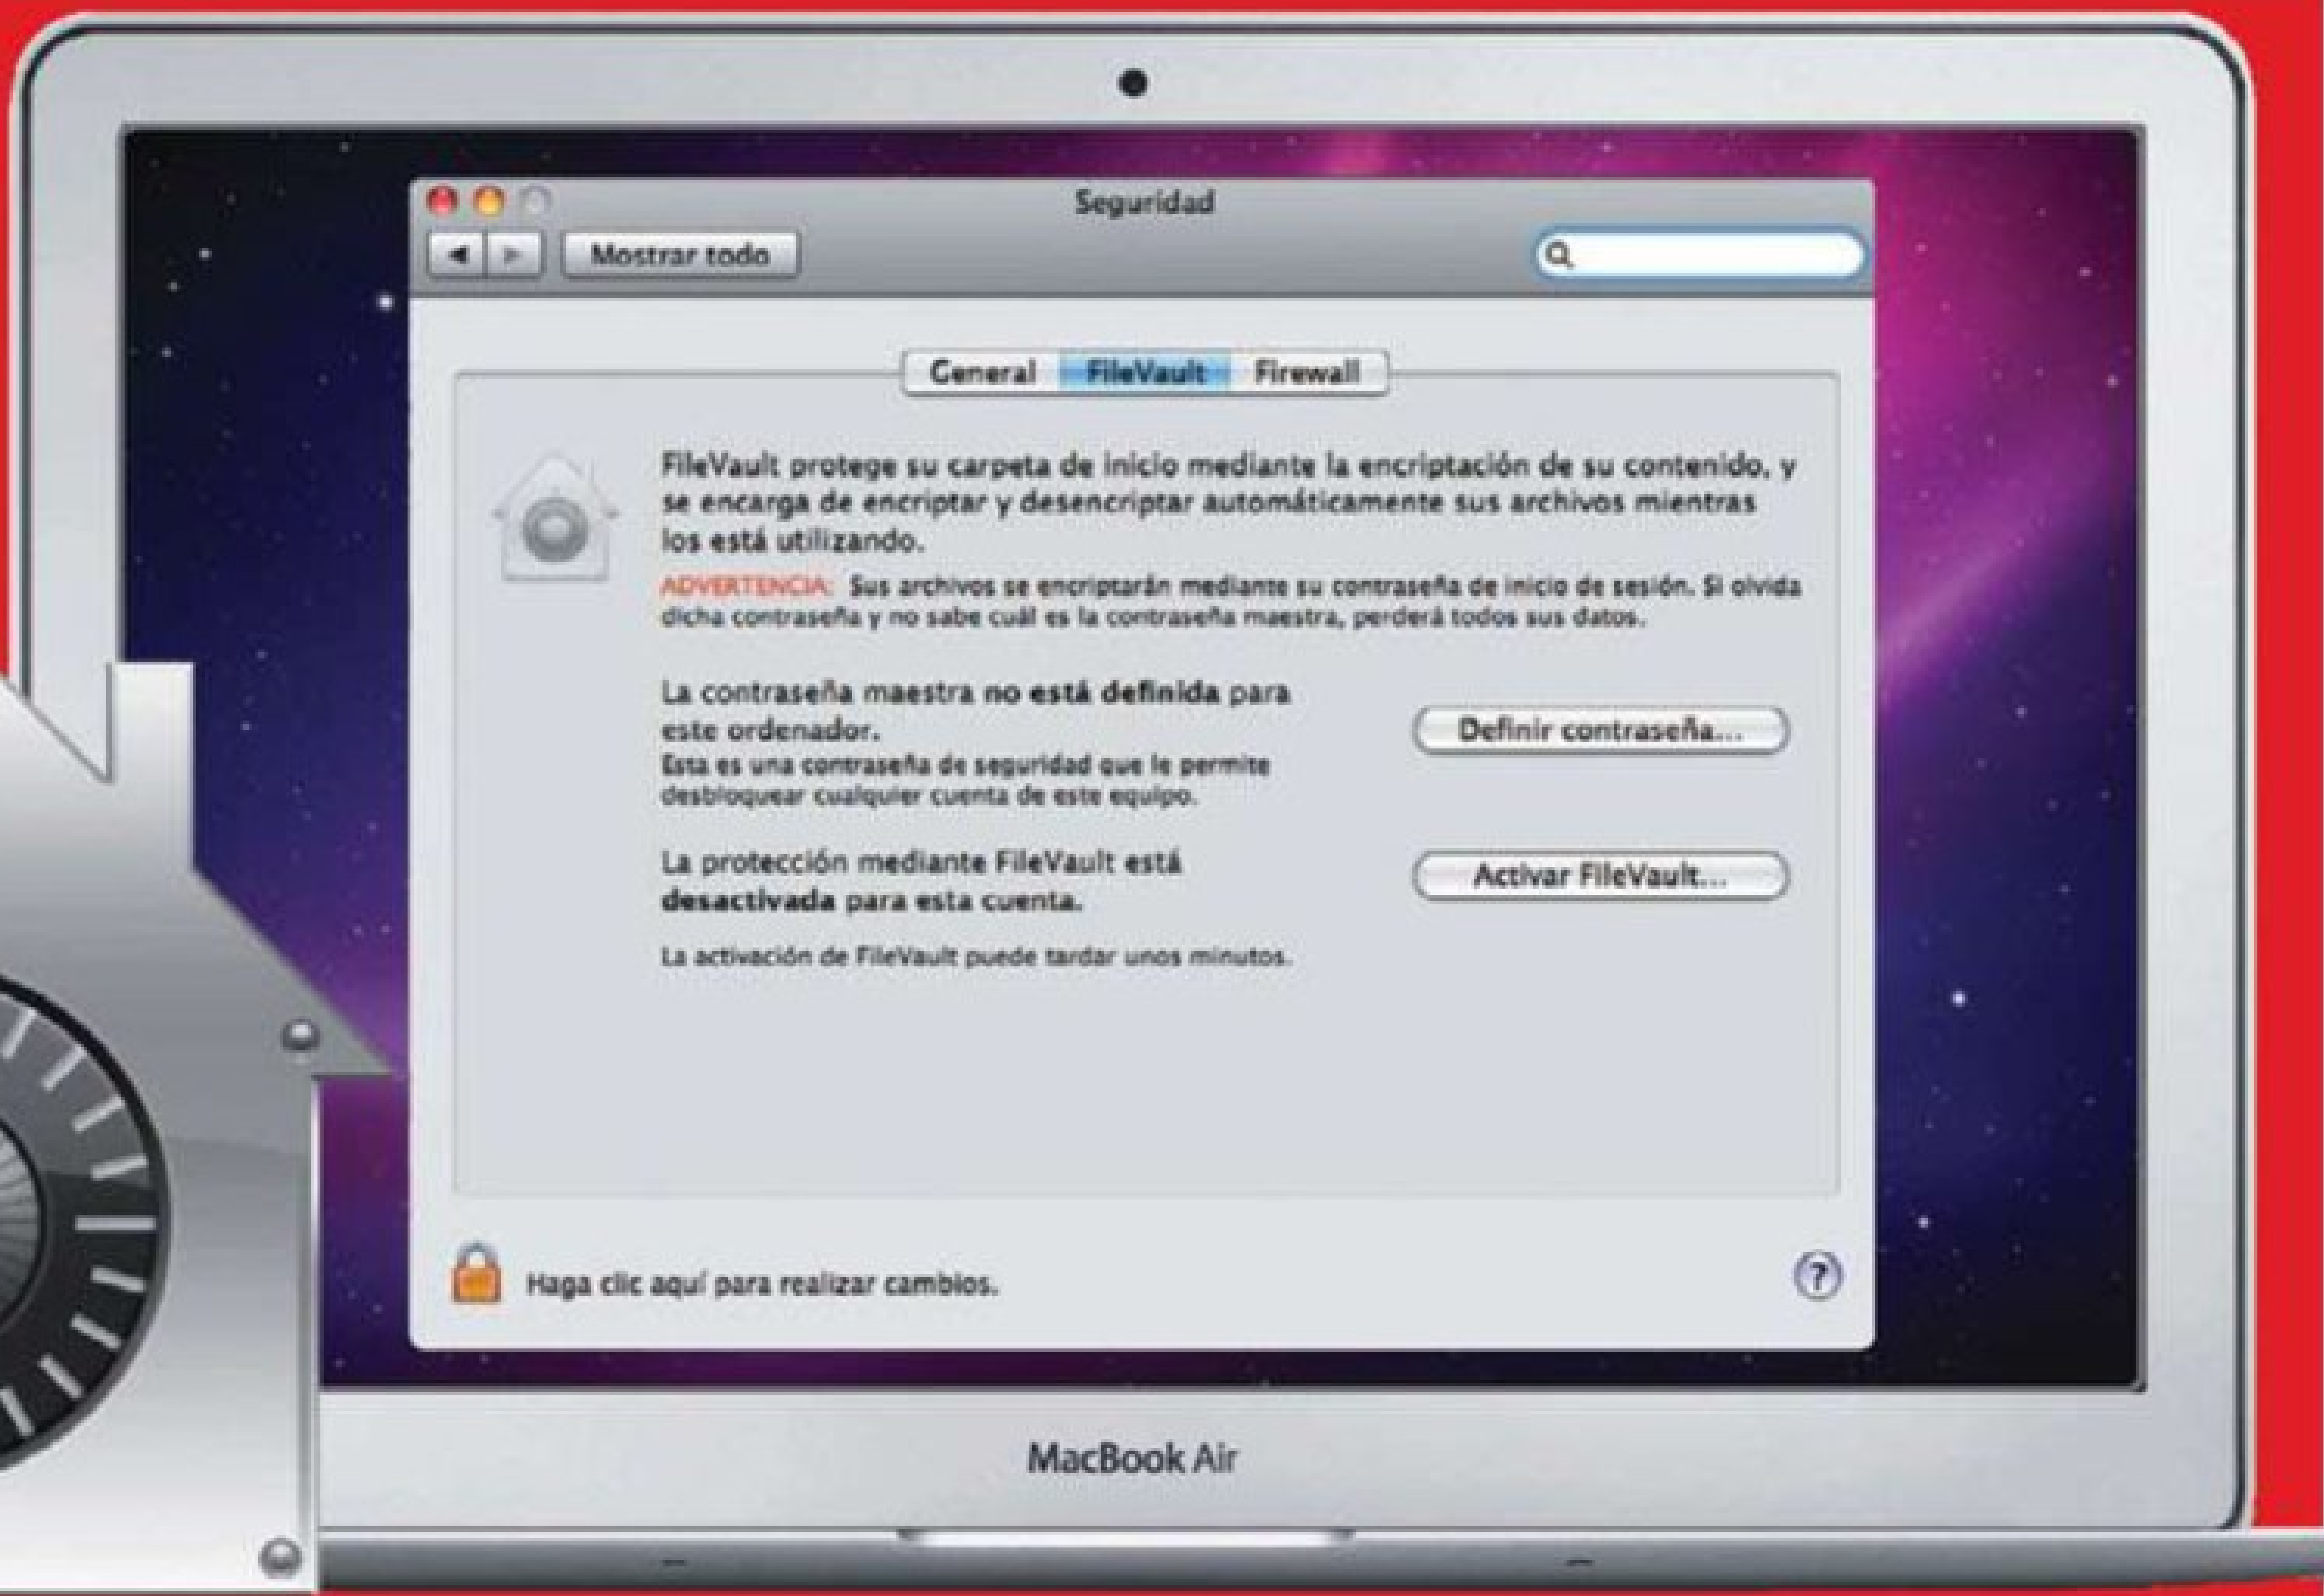 Seguridad
Mostrar todo
General FileVault Firewall
FileVault protege su carpeta de inicio mediante la encriptación de su contenido, y
se encarga de encriptar y desencriptar automáticamente sus archivos mientras
los está utilizando.
ADVERTENCIA: Sus archivos se encriptarán mediante su contraseña de inicio de sesión. Si olvida
dicha contraseña y no sabe cuál es la contraseña maestra, perderá todos sus datos.
La contraseña maestra no está definida para
este ordenador.
Definir contraseña...
Esta es una contraseña de seguridad que le permite
desbloquear cualquier cuenta de este equipo.
La protección mediante FileVault está
desactivada para esta cuenta.
Activar FileVault...
La activación de FileVault puede tardar unos minutos.
Haga clic aquí para realizar cambios.
?
MacBook Air